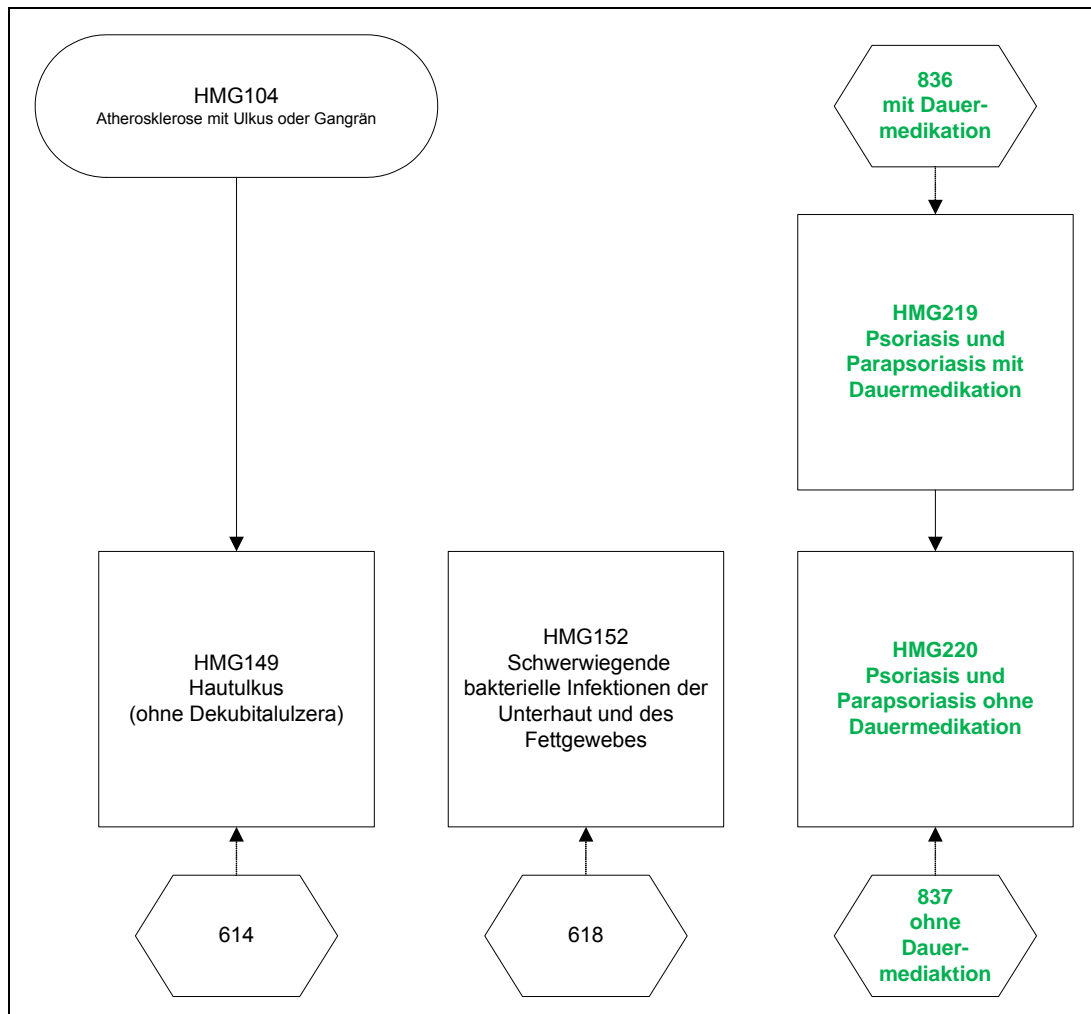 HMG104
Atherosklerose mit Ulkus oder Gangrän
836
mit Dauer-
medikation
HMG219
Psoriasis und
Parapsoriasis mit
Dauermedikation
HMG149
Hautulkus
(ohne Dekubitalulzera)
HMG152
Schwerwiegende
bakterielle Infektionen der
Unterhaut und des
Fettgewebes
HMG220
Psoriasis und
Parapsoriasis ohne
Dauermedikation
614
618
837
ohne
Dauer-
mediaktion